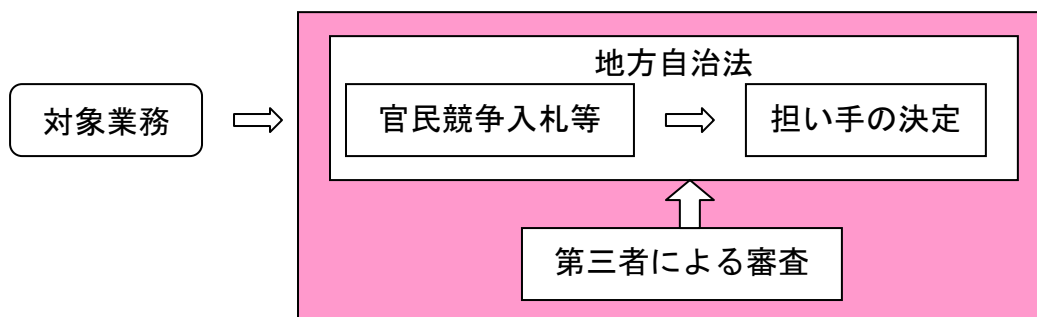 地方自治法
対象業務
官民競争入札等
担い手の決定
第三者による審査